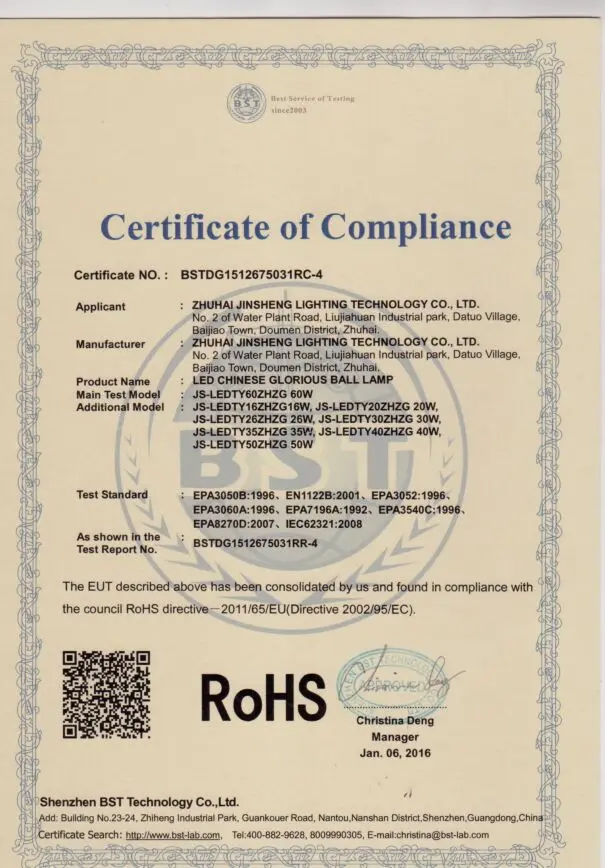 BST
Best Service of Testing
since2003
Certificate of Compliance
Certificate NO. : BSTDG1512675031RC-4
Applicant : ZHUHAI JINSHENG LIGHTING TECHNOLOGY CO., LTD.
No. 2 of Water Plant Road, Liujiahuan Industrial park, Datuo Village,
Baijiao Town, Doumen District, Zhuhai.
Manufacturer : ZHUHAI JINSHENG LIGHTING TECHNOLOGY CO., LTD.
No. 2 of Water Plant Road, Liujiahuan Industrial park, Datuo Village,
Baijiao Town, Doumen District, Zhuhai.
Product Name : LED CHINESE GLORIOUS BALL LAMP
Main Test Model : JS-LEDTY60ZHZG 60W
Additional Model : JS-LEDTY16ZHZG16W, JS-LEDTY20ZHZG 20W,
JS-LEDTY26ZHZG 26W, JS-LEDTY30ZHZG 30W,
JS-LEDTY35ZHZG 35W, JS-LEDTY40ZHZG 40W,
JS-LEDTY50ZHZG 50W
BST
Test Standard : EPA3050B:1996、EN1122B:2001、EPA3052:1996、
EPA3060A:1996、EPA7196A:1992、EPA3540C:1996、
EPA8270D:2007、IEC62321:2008
As shown in the :
Test Report No. BSTDG1512675031RR-4
The EUT described above has been consolidated by us and found in compliance with
the council RoHS directive－2011/65/EU(Directive 2002/95/EC).
RoHS
APPROVED
Christina Deng
Manager
Jan. 06, 2016
Shenzhen BST Technology Co.,Ltd.
Add: Building No.23-24, Zhiheng Industrial Park, Guankouer Road, Nantou,Nanshan District,Shenzhen,Guangdong,China
Certificate Search: http://www.bst-lab.com, Tel:400-882-9628, 8009990305, E-mail:christina@bst-lab.com